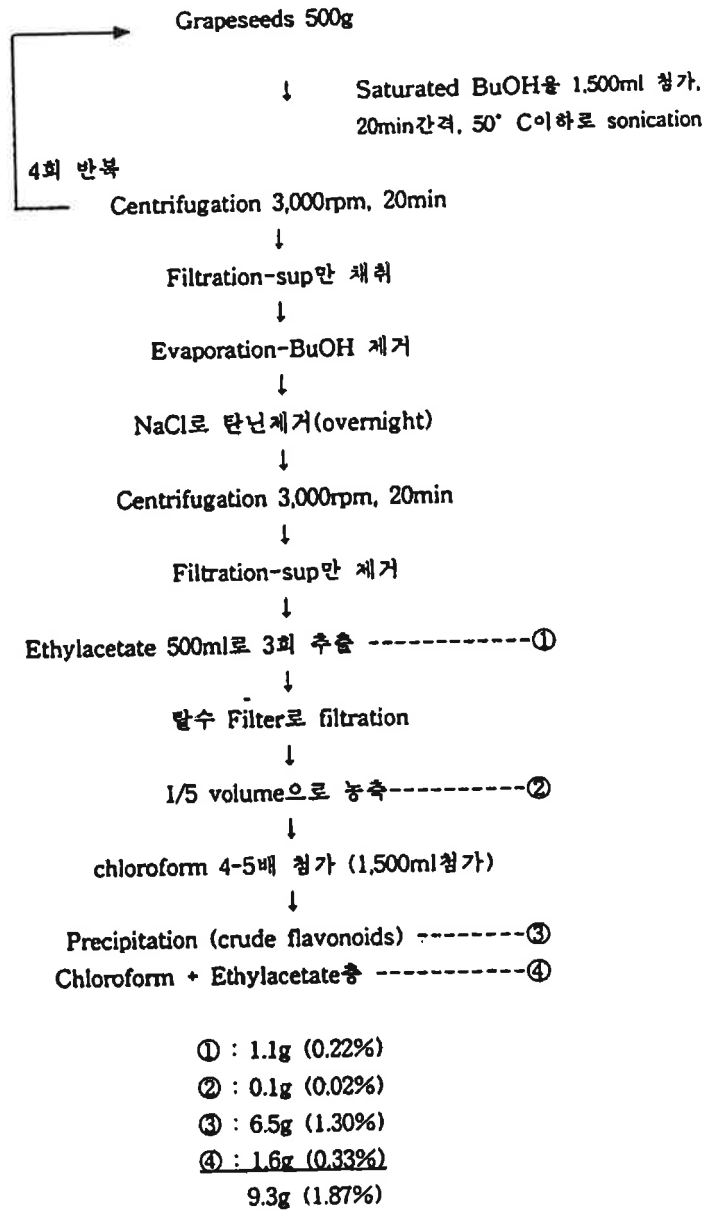 Grapeseeds 500g
↓ Saturated BuOH을 1,500ml 첨가,
20min간격, 50° C이하로 sonication
4회 반복
Centrifugation 3,000rpm, 20min
↓
Filtration-sup만 채취
↓
Evaporation-BuOH 제거
↓
NaCl로 탄닌제거(overnight)
↓
Centrifugation 3,000rpm, 20min
↓
Filtration-sup만 제거
↓
Ethylacetate 500ml로 3회 추출 ------------①
↓
탈수 Filter로 filtration
↓
1/5 volume으로 농축----------②
↓
chloroform 4-5배 첨가 (1,500ml첨가)
↓
Precipitation (crude flavonoids) --------③
Chloroform + Ethylacetate층 ------------④
① : 1.1g (0.22%)
② : 0.1g (0.02%)
③ : 6.5g (1.30%)
④ : 1.6g (0.33%)
9.3g (1.87%)